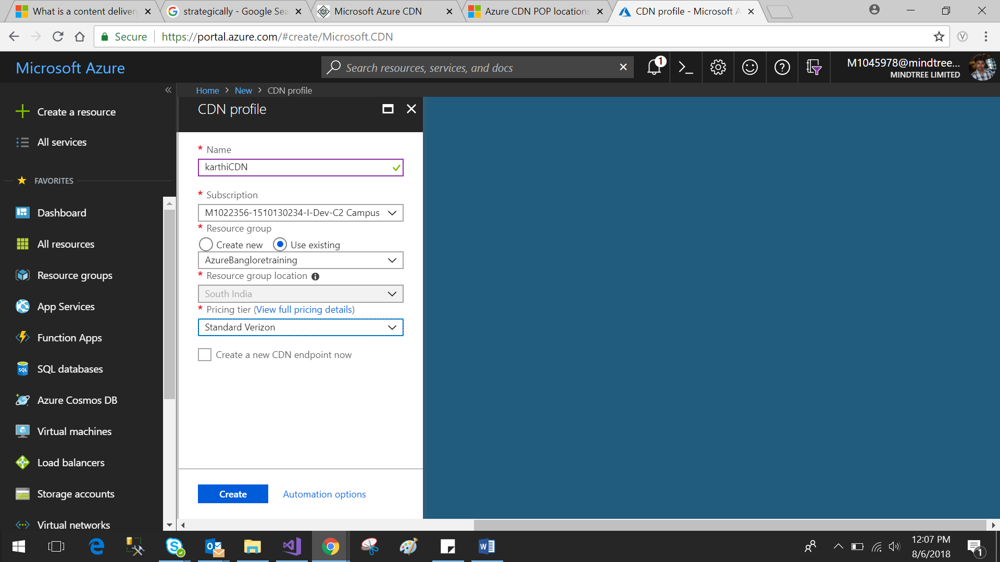 What is a content deliver
strategically - Google Sea
Microsoft Azure CDN
Azure CDN POP locations
CDN profile - Microsoft A
Secure
https://portal.azure.com/#create/Microsoft.CDN
Microsoft Azure
Search resources, services, and docs
1
M1045978@mindtree...
MINDTREE LIMITED
Home > New > CDN profile
Create a resource
All services
FAVORITES
Dashboard
All resources
Resource groups
App Services
Function Apps
SQL databases
Azure Cosmos DB
Virtual machines
Load balancers
Storage accounts
Virtual networks
CDN profile
* Name
karthiCDN
* Subscription
M1022356-1510130234-I-Dev-C2 Campus
* Resource group
Create new Use existing
AzureBangloretraining
* Resource group location
South India
* Pricing tier (View full pricing details)
Standard Verizon
Create a new CDN endpoint now
Create
Automation options
12:07 PM
8/6/2018
1